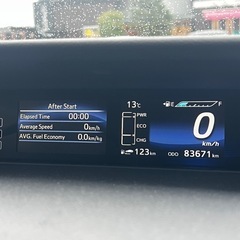 After Start
Elapsed Time 00:00
Average Speed 0km/h
AVG. Fuel Economy 0.0km/kg
13℃
E F
PWR
ECO
CHG
0
km/h
123km
ODO 83671km